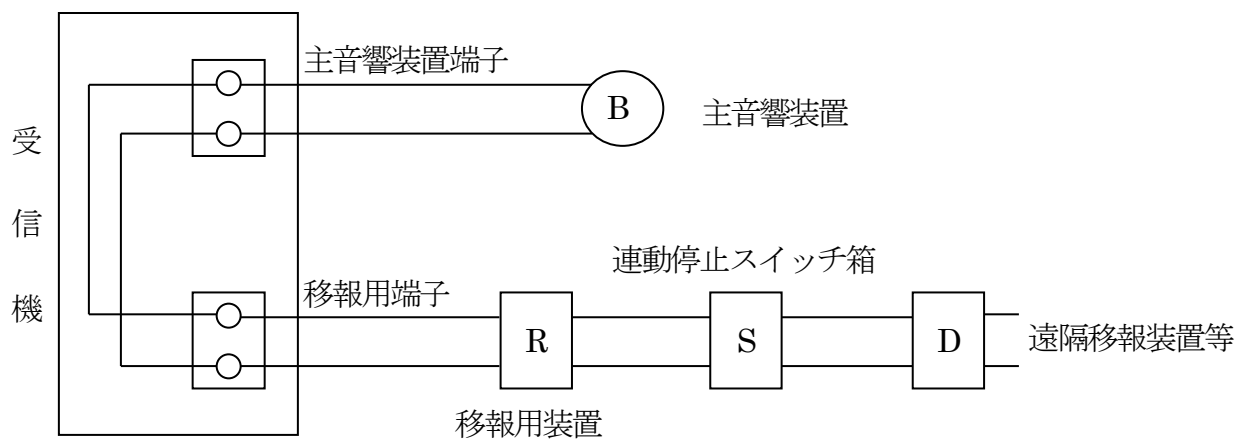 主音響装置端子
B
主音響装置
受信機
連動停止スイッチ箱
移報用端子
R
S
D
遠隔移報装置等
移報用装置